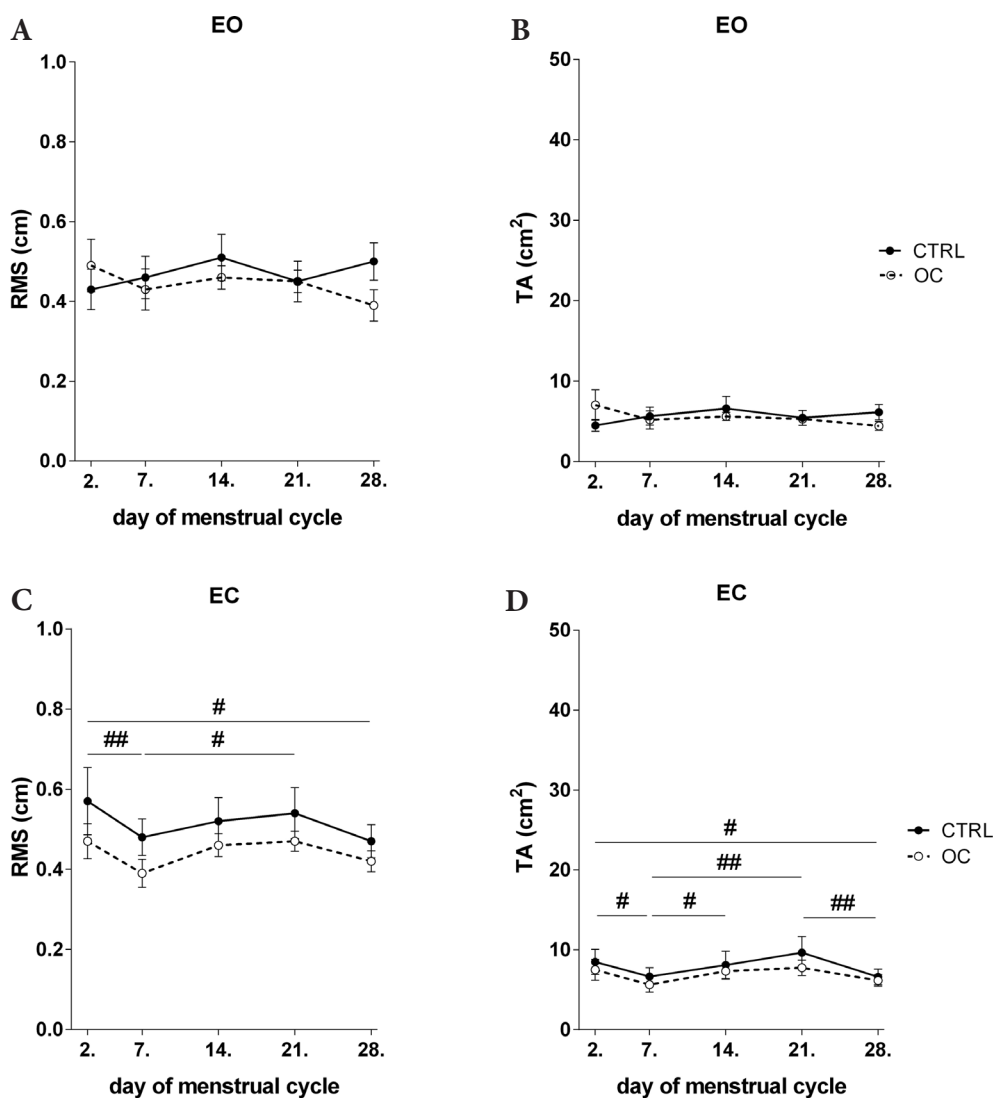 A
EO
1.0
0.8
0.6
0.4
0.2
0.0
RMS (cm)
2. 7. 14. 21. 28.
day of menstrual cycle
B
EO
50
40
30
20
10
0
TA (cm²)
2. 7. 14. 21. 28.
day of menstrual cycle
CTRL
OC
C
EC
1.0
0.8
0.6
0.4
0.2
0.0
RMS (cm)
#
## #
2. 7. 14. 21. 28.
day of menstrual cycle
D
EC
50
40
30
20
10
0
TA (cm²)
#
##
# # ##
2. 7. 14. 21. 28.
day of menstrual cycle
CTRL
OC